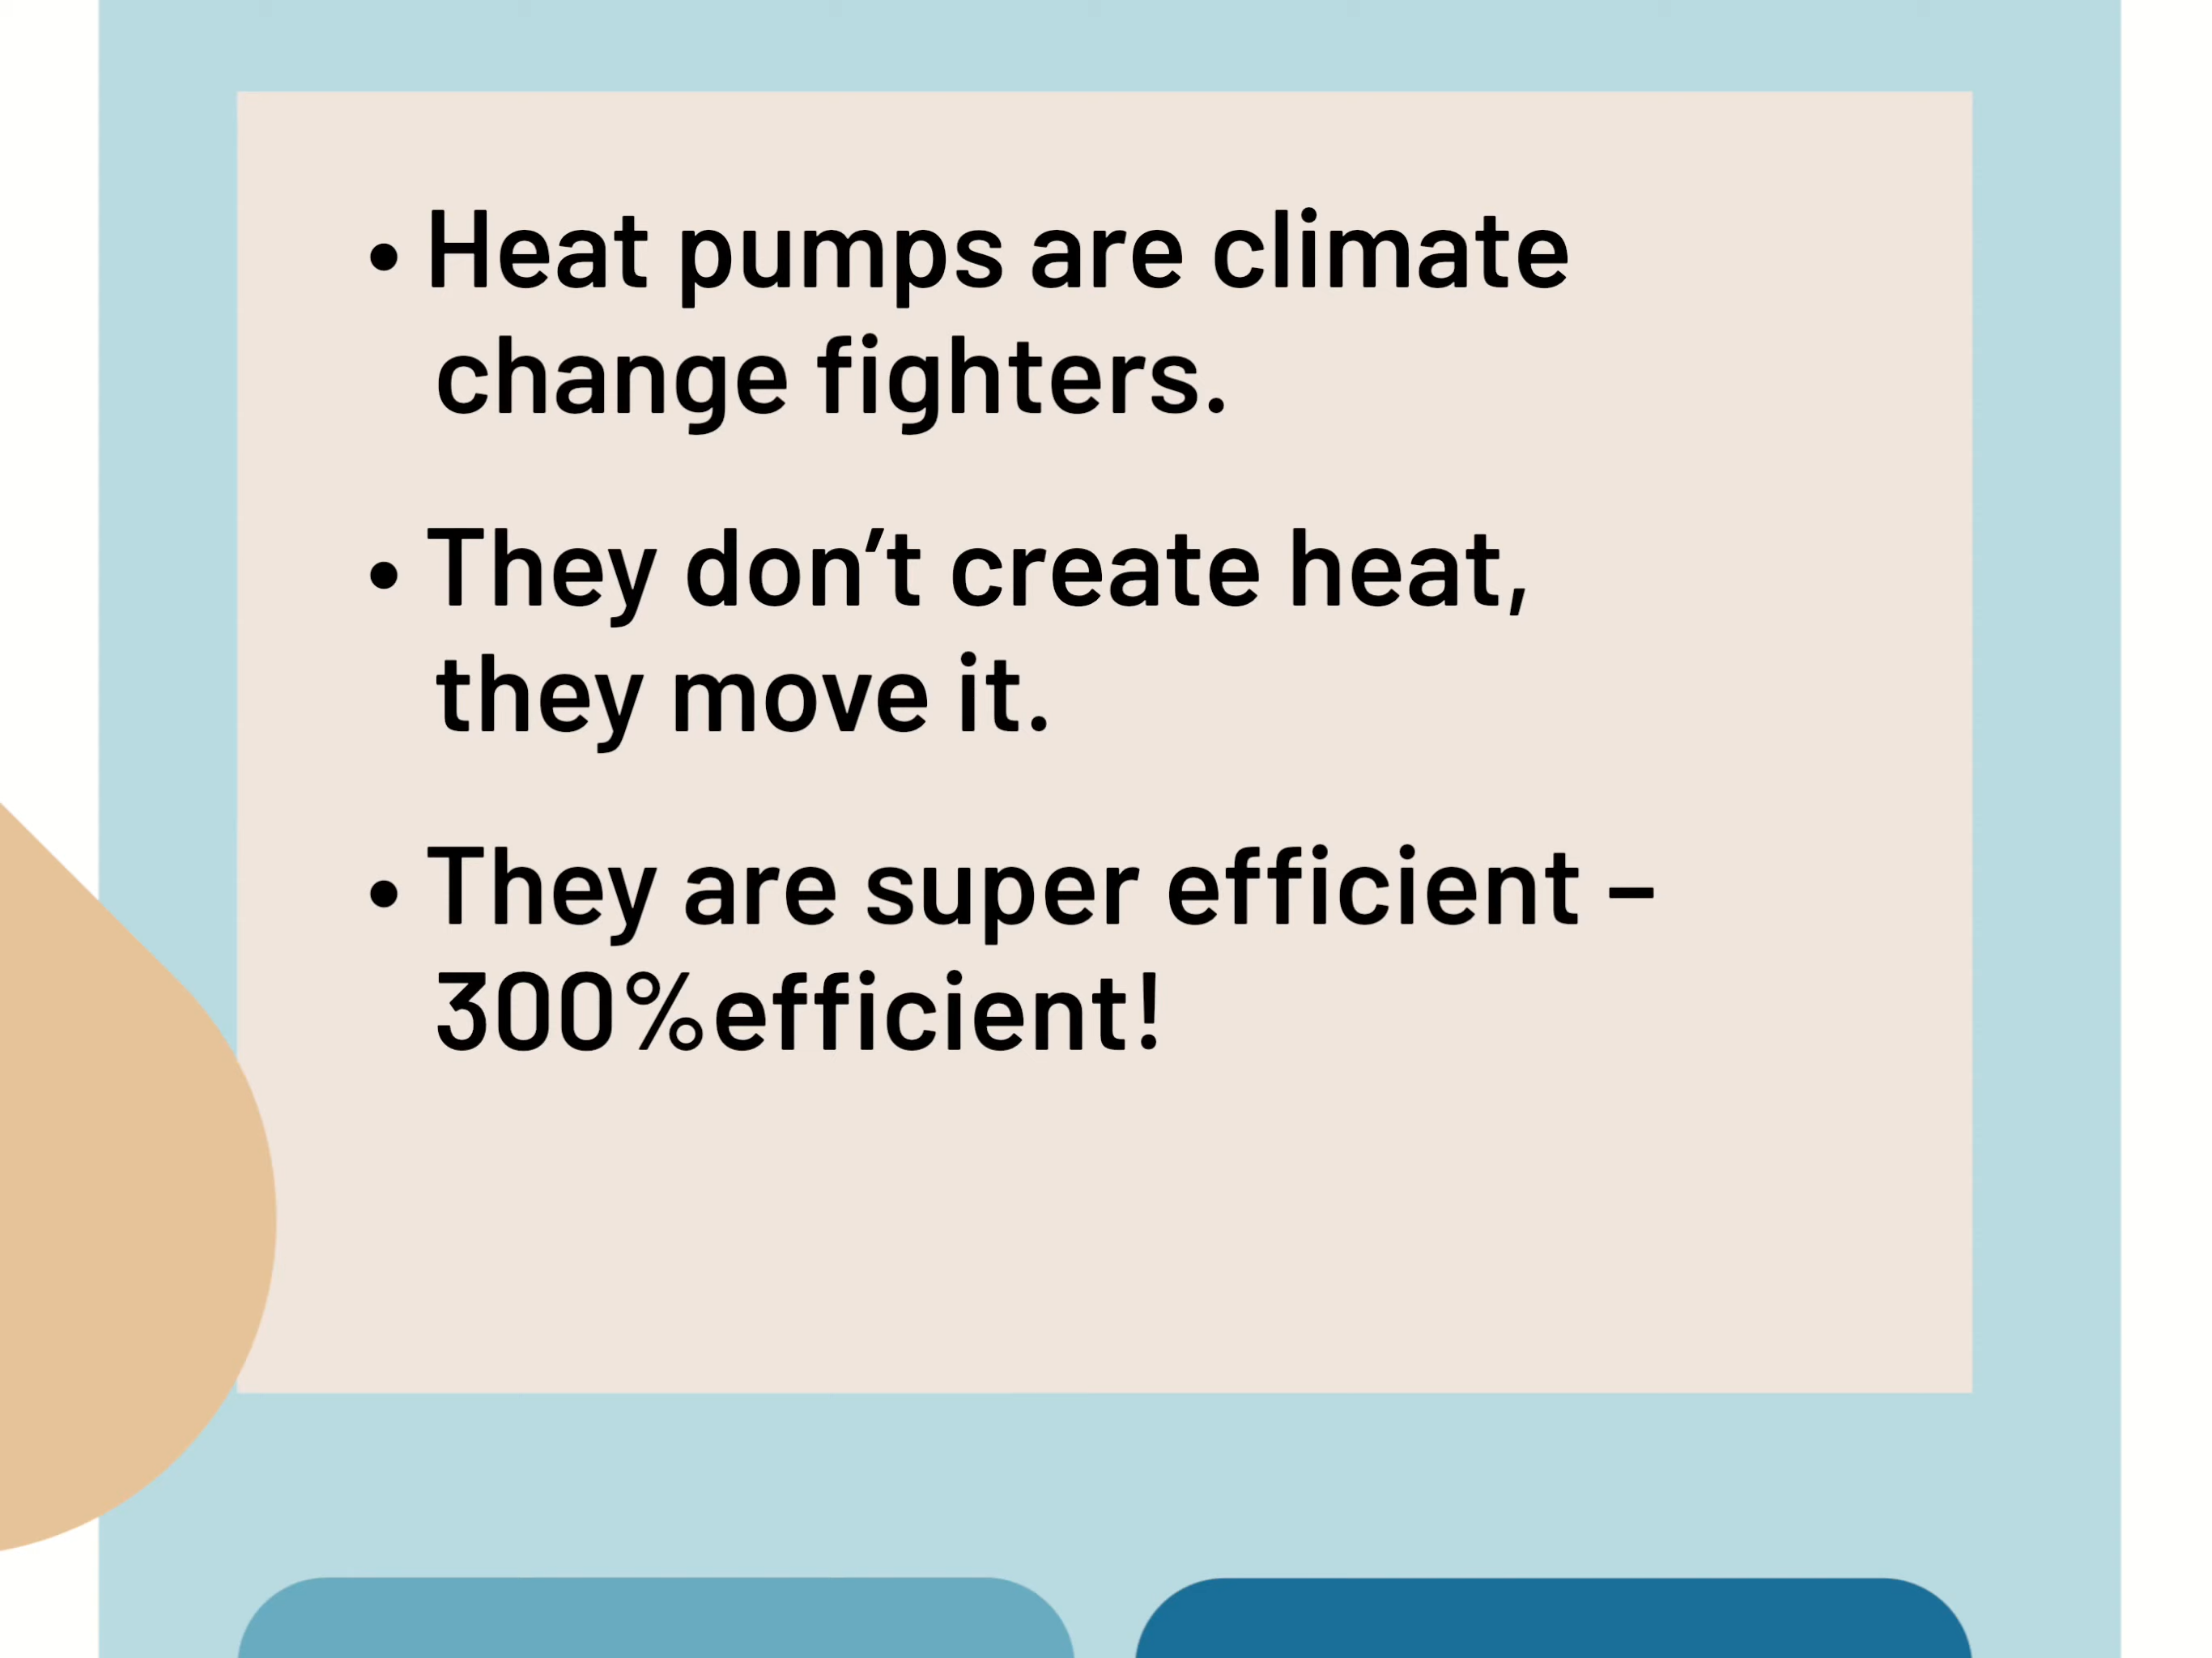 • Heat pumps are climate
change fighters.
• They don’t create heat,
they move it.
• They are super efficient –
300%efficient!